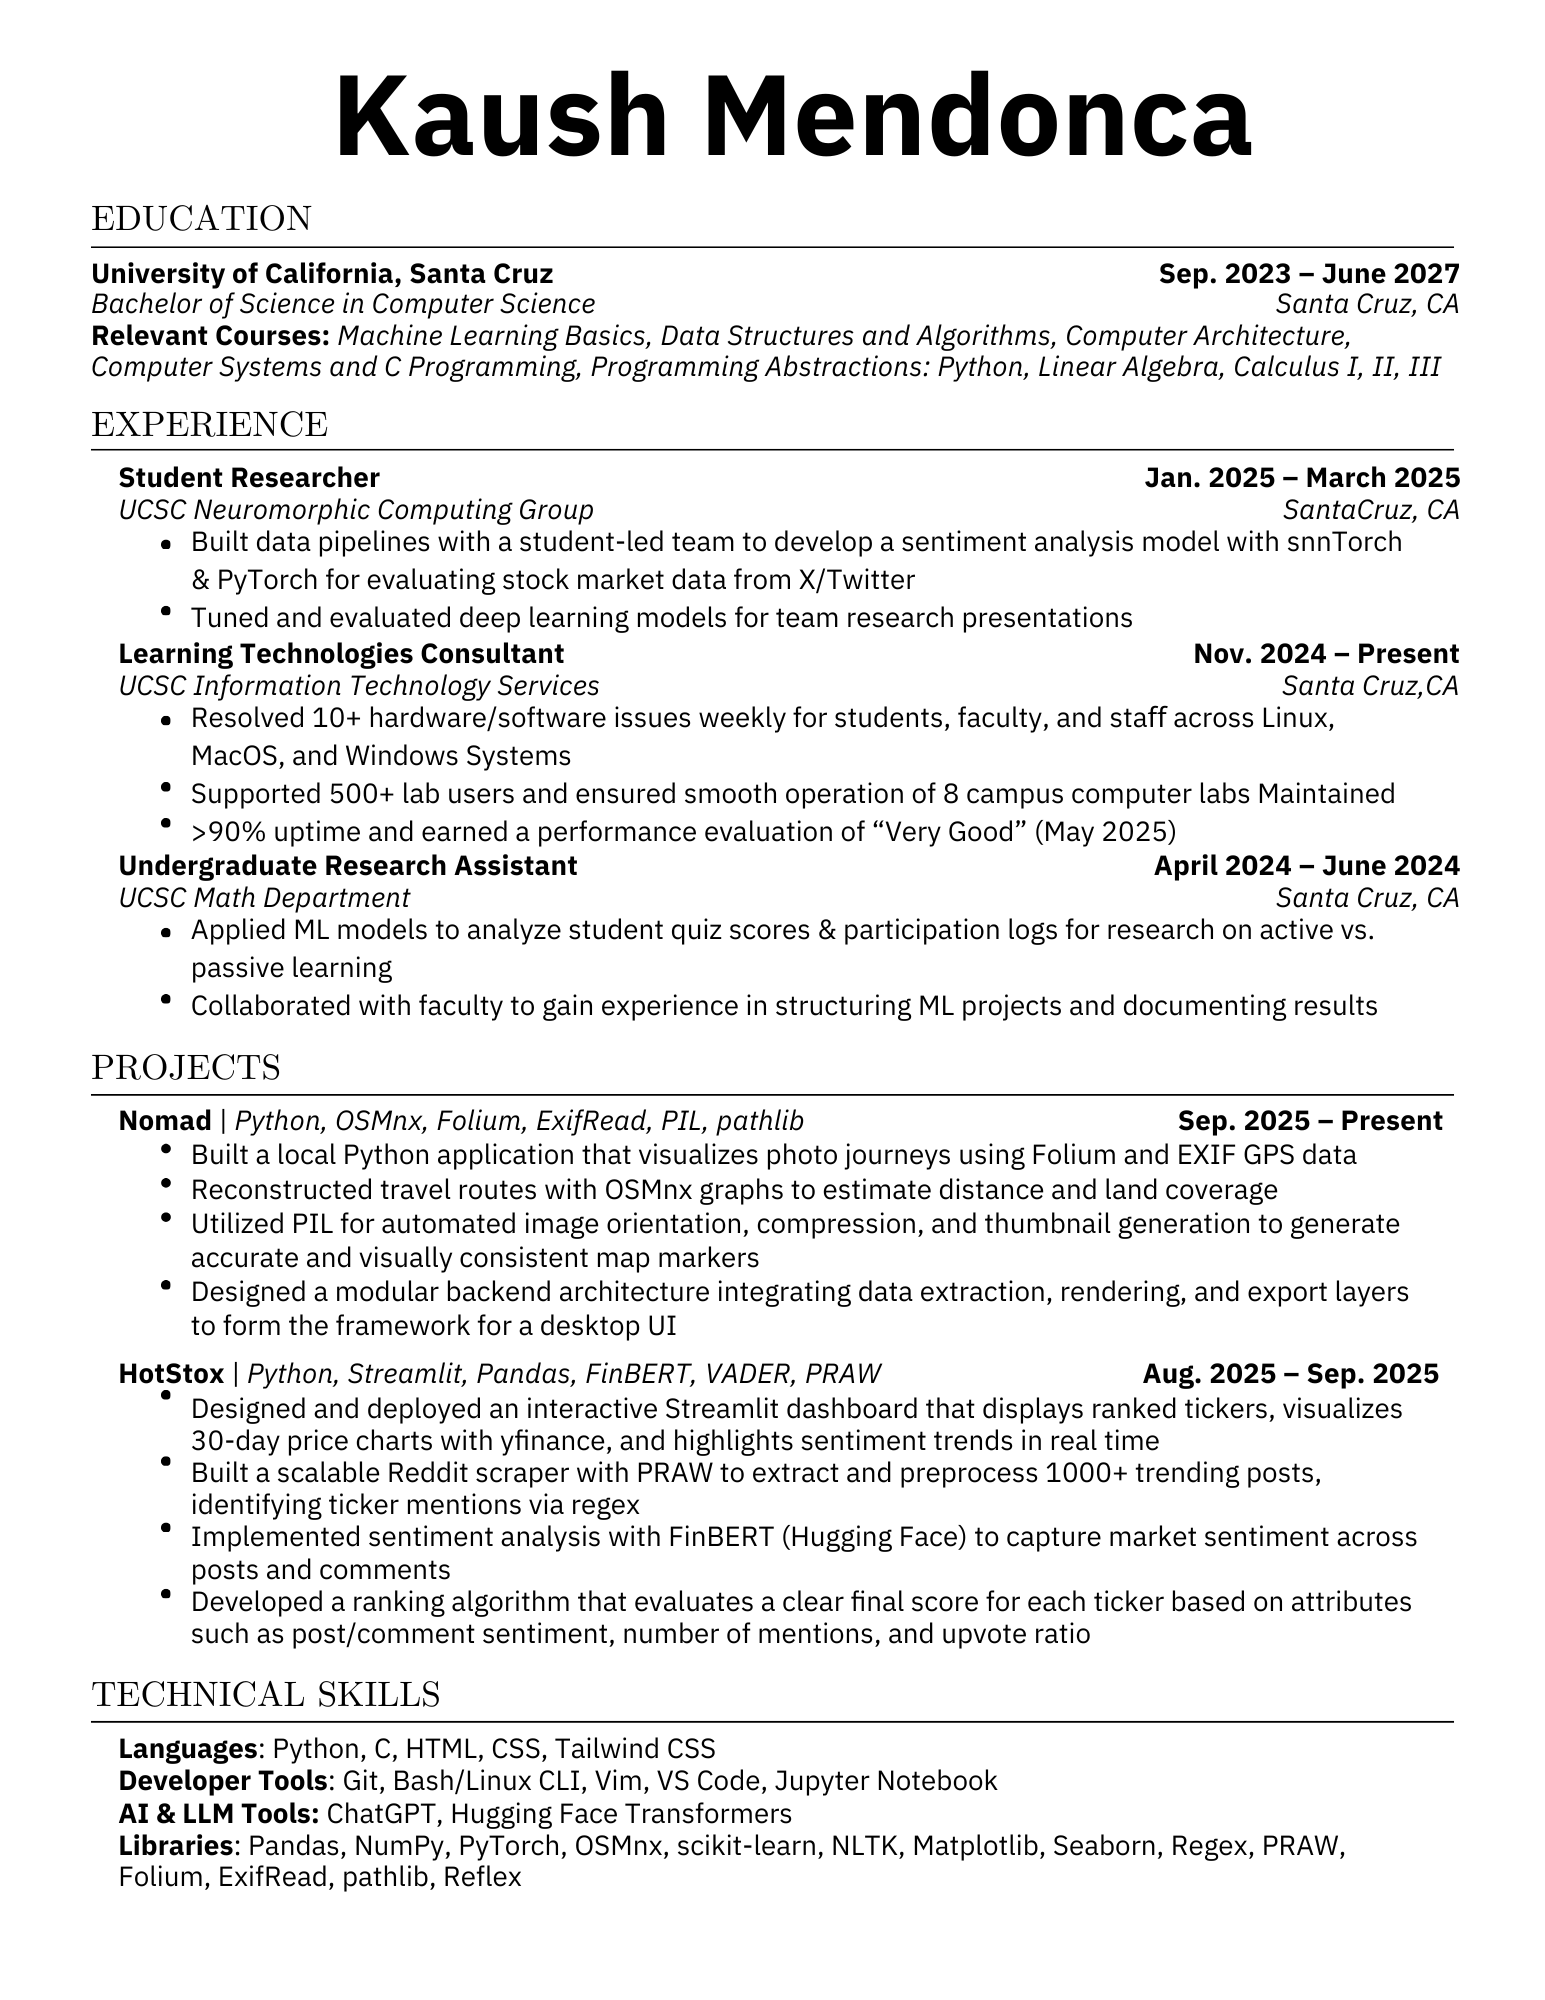 Kaush Mendonca
EDUCATION
University of California, Santa Cruz Sep. 2023 – June 2027
Bachelor of Science in Computer Science Santa Cruz, CA
Relevant Courses: Machine Learning Basics, Data Structures and Algorithms, Computer Architecture,
Computer Systems and C Programming, Programming Abstractions: Python, Linear Algebra, Calculus I, II, III
EXPERIENCE
Student Researcher Jan. 2025 – March 2025
UCSC Neuromorphic Computing Group SantaCruz, CA
• Built data pipelines with a student-led team to develop a sentiment analysis model with snnTorch
& PyTorch for evaluating stock market data from X/Twitter
• Tuned and evaluated deep learning models for team research presentations
Learning Technologies Consultant Nov. 2024 – Present
UCSC Information Technology Services Santa Cruz,CA
• Resolved 10+ hardware/software issues weekly for students, faculty, and staff across Linux,
MacOS, and Windows Systems
• Supported 500+ lab users and ensured smooth operation of 8 campus computer labs Maintained
• >90% uptime and earned a performance evaluation of “Very Good” (May 2025)
Undergraduate Research Assistant April 2024 – June 2024
UCSC Math Department Santa Cruz, CA
• Applied ML models to analyze student quiz scores & participation logs for research on active vs.
passive learning
• Collaborated with faculty to gain experience in structuring ML projects and documenting results
PROJECTS
Nomad | Python, OSMnx, Folium, ExifRead, PIL, pathlib Sep. 2025 – Present
• Built a local Python application that visualizes photo journeys using Folium and EXIF GPS data
• Reconstructed travel routes with OSMnx graphs to estimate distance and land coverage
• Utilized PIL for automated image orientation, compression, and thumbnail generation to generate
accurate and visually consistent map markers
• Designed a modular backend architecture integrating data extraction, rendering, and export layers
to form the framework for a desktop UI
HotStox | Python, Streamlit, Pandas, FinBERT, VADER, PRAW Aug. 2025 – Sep. 2025
• Designed and deployed an interactive Streamlit dashboard that displays ranked tickers, visualizes
30-day price charts with yfinance, and highlights sentiment trends in real time
• Built a scalable Reddit scraper with PRAW to extract and preprocess 1000+ trending posts,
identifying ticker mentions via regex
• Implemented sentiment analysis with FinBERT (Hugging Face) to capture market sentiment across
posts and comments
• Developed a ranking algorithm that evaluates a clear final score for each ticker based on attributes
such as post/comment sentiment, number of mentions, and upvote ratio
TECHNICAL SKILLS
Languages: Python, C, HTML, CSS, Tailwind CSS
Developer Tools: Git, Bash/Linux CLI, Vim, VS Code, Jupyter Notebook
AI & LLM Tools: ChatGPT, Hugging Face Transformers
Libraries: Pandas, NumPy, PyTorch, OSMnx, scikit-learn, NLTK, Matplotlib, Seaborn, Regex, PRAW,
Folium, ExifRead, pathlib, Reflex